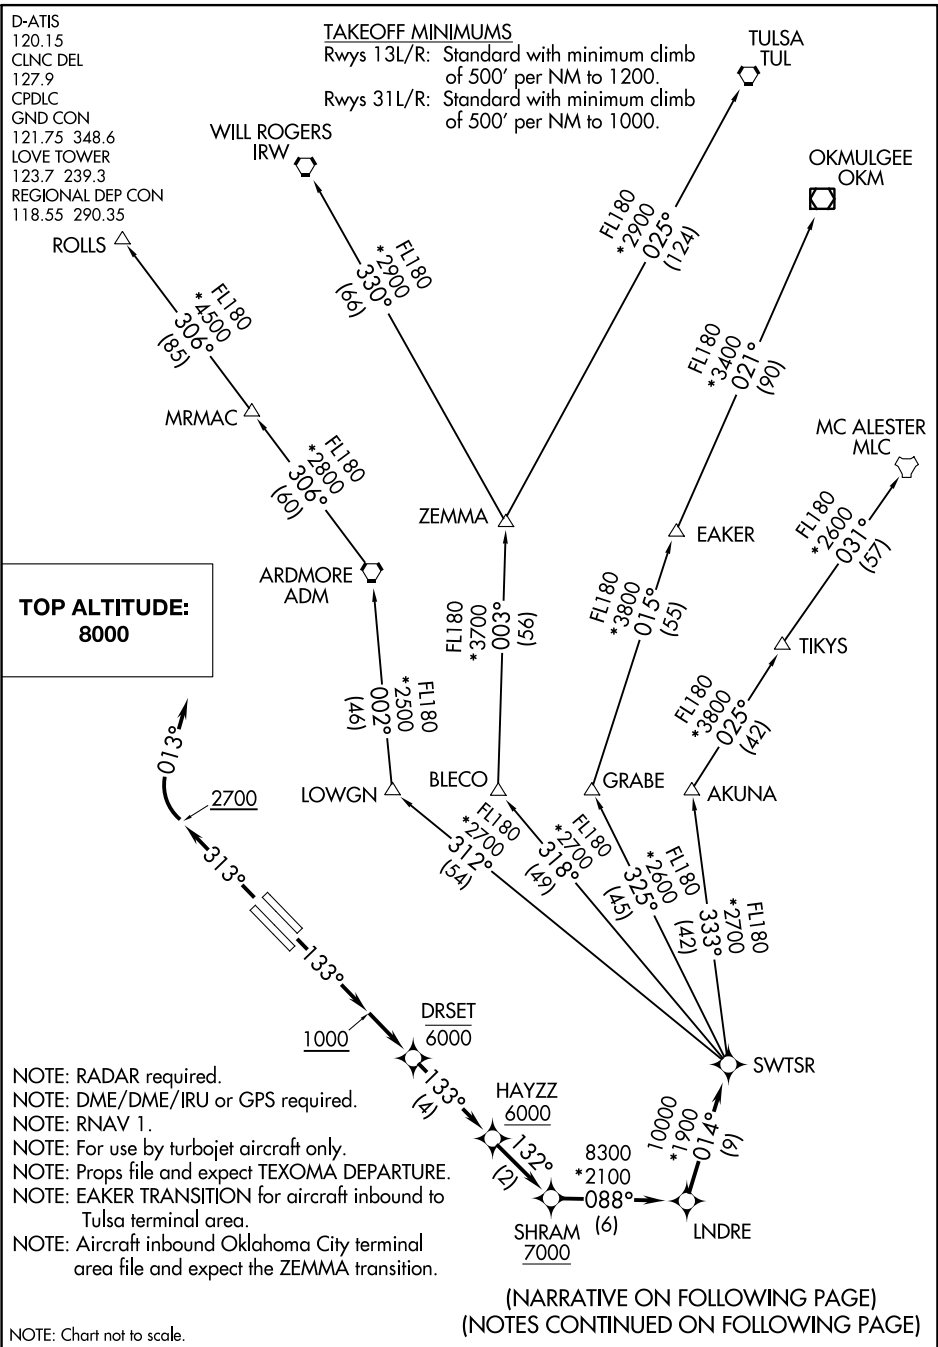 D-ATIS
120.15
CLNC DEL
127.9
CPDLC
GND CON
121.75 348.6
LOVE TOWER
123.7 239.3
REGIONAL DEP CON
118.55 290.35
TAKEOFF MINIMUMS
Rwys 13L/R: Standard with minimum climb
of 500' per NM to 1200.
Rwys 31L/R: Standard with minimum climb
of 500' per NM to 1000.
TULSA
TUL
WILL ROGERS
IRW
OKMULGEE
OKM
ROLLS
FL180
*2900
025°
(124)
FL180
*2900
330°
(66)
FL180
*4500
306°
(85)
FL180
*3400
021°
(90)
MRMAC
MC ALESTER
MLC
FL180
*2800
306°
(60)
ZEMMA
EAKER
FL180
*2600
031°
(57)
ARDMORE
ADM
TOP ALTITUDE:
8000
FL180
*3700
003°
(56)
FL180
*3800
015°
(55)
TIKYS
FL180
*2500
002°
(46)
FL180
*3800
025°
(42)
013°
2700
LOWGN
BLECO
GRABE
AKUNA
FL180
*2700
312°
(54)
FL180
*2700
318°
(49)
FL180
*2600
325°
(45)
FL180
*2700
333°
(42)
313°
133°
1000
DRSET
6000
SWTSR
133°
(4)
HAYZZ
6000
132°
(2)
8300
*2100
088°
(6)
10000
*1900
014°
(9)
SHRAM
7000
LNDRE
NOTE: RADAR required.
NOTE: DME/DME/IRU or GPS required.
NOTE: RNAV 1.
NOTE: For use by turbojet aircraft only.
NOTE: Props file and expect TEXOMA DEPARTURE.
NOTE: EAKER TRANSITION for aircraft inbound to
Tulsa terminal area.
NOTE: Aircraft inbound Oklahoma City terminal
area file and expect the ZEMMA transition.
(NARRATIVE ON FOLLOWING PAGE)
(NOTES CONTINUED ON FOLLOWING PAGE)
NOTE: Chart not to scale.